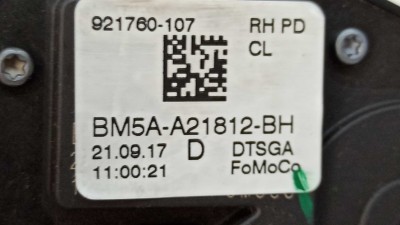 921760-107 RH PD
CL
BM5A-A21812-BH
21.09.17 D DTSGA
11:00:21 FoMoCo